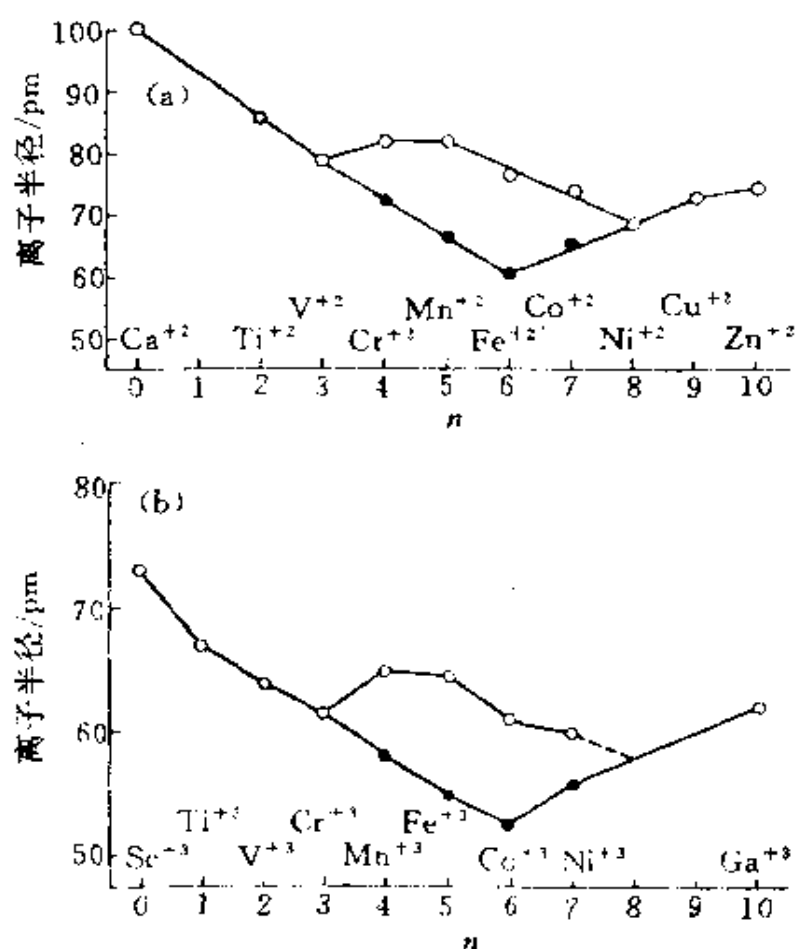 100
90
80
70
60
50
离子半径/pm
(a)
V⁺² Mn⁺² Co⁺² Cu⁺²
Ca⁺² Ti⁺² Cr⁺² Fe⁺² Ni⁺² Zn⁺²
0 1 2 3 4 5 6 7 8 9 10
n
80
70
60
50
离子半径/pm
(b)
Ti⁺³ Cr⁺³ Fe⁺³
Sc⁺³ V⁺³ Mn⁺³ Co⁺³ Ni⁺³ Ga⁺³
0 1 2 3 4 5 6 7 8 9 10
n